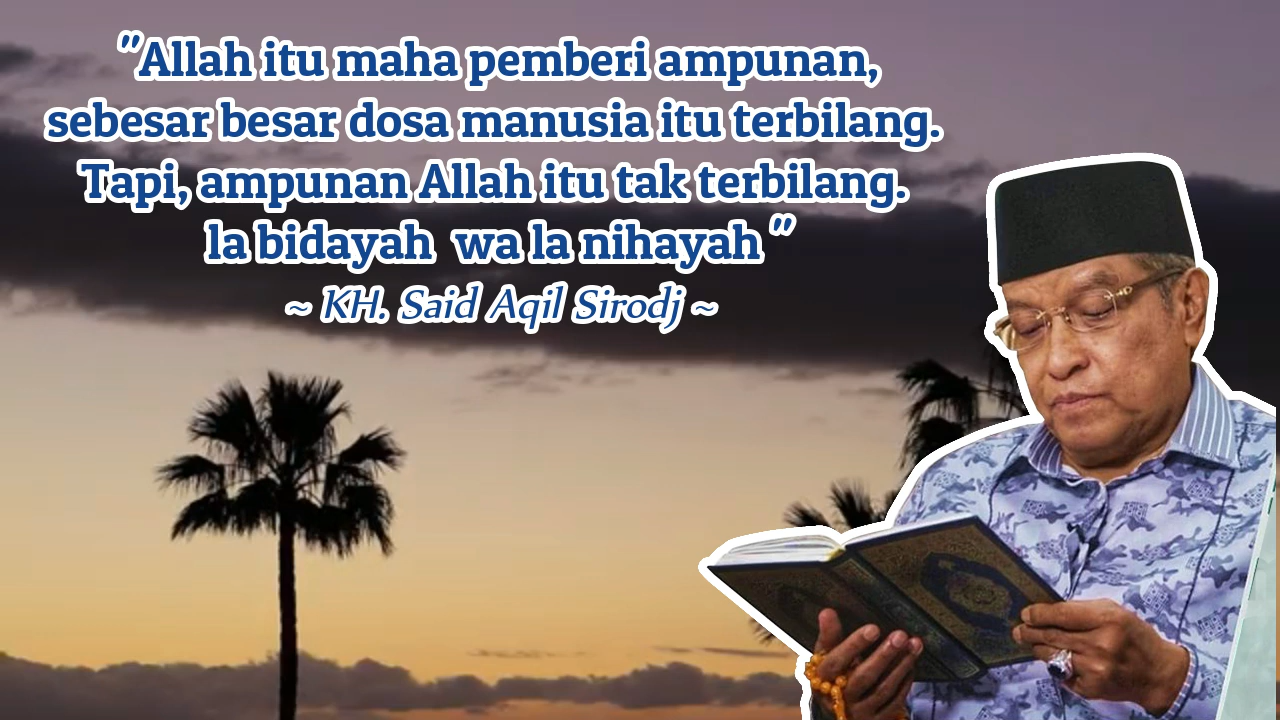 "Allah itu maha pemberi ampunan,
sebesar besar dosa manusia itu terbilang.
Tapi, ampunan Allah itu tak terbilang.
la bidayah wa la nihayah "
~ KH. Said Aqil Sirodj ~